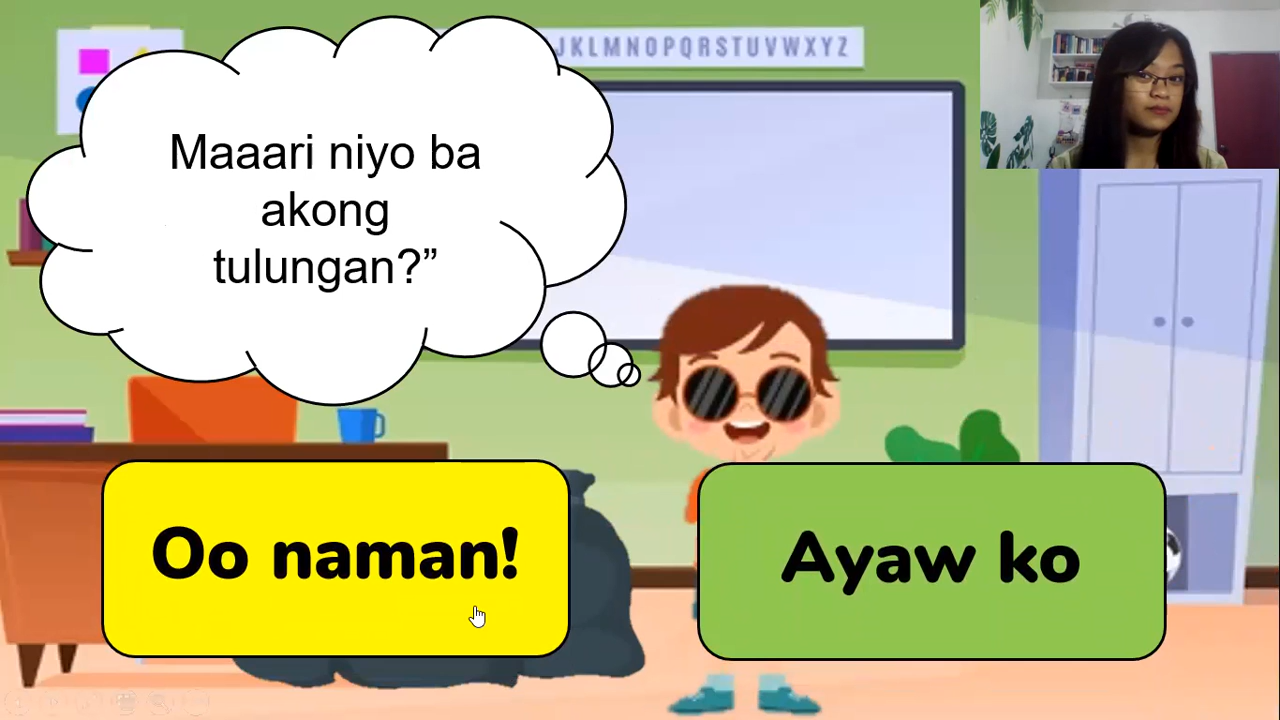 JKLMNOPQRSTUVWXYZ
Maaari niyo ba
akong
tulungan?”
Oo naman!
Ayaw ko